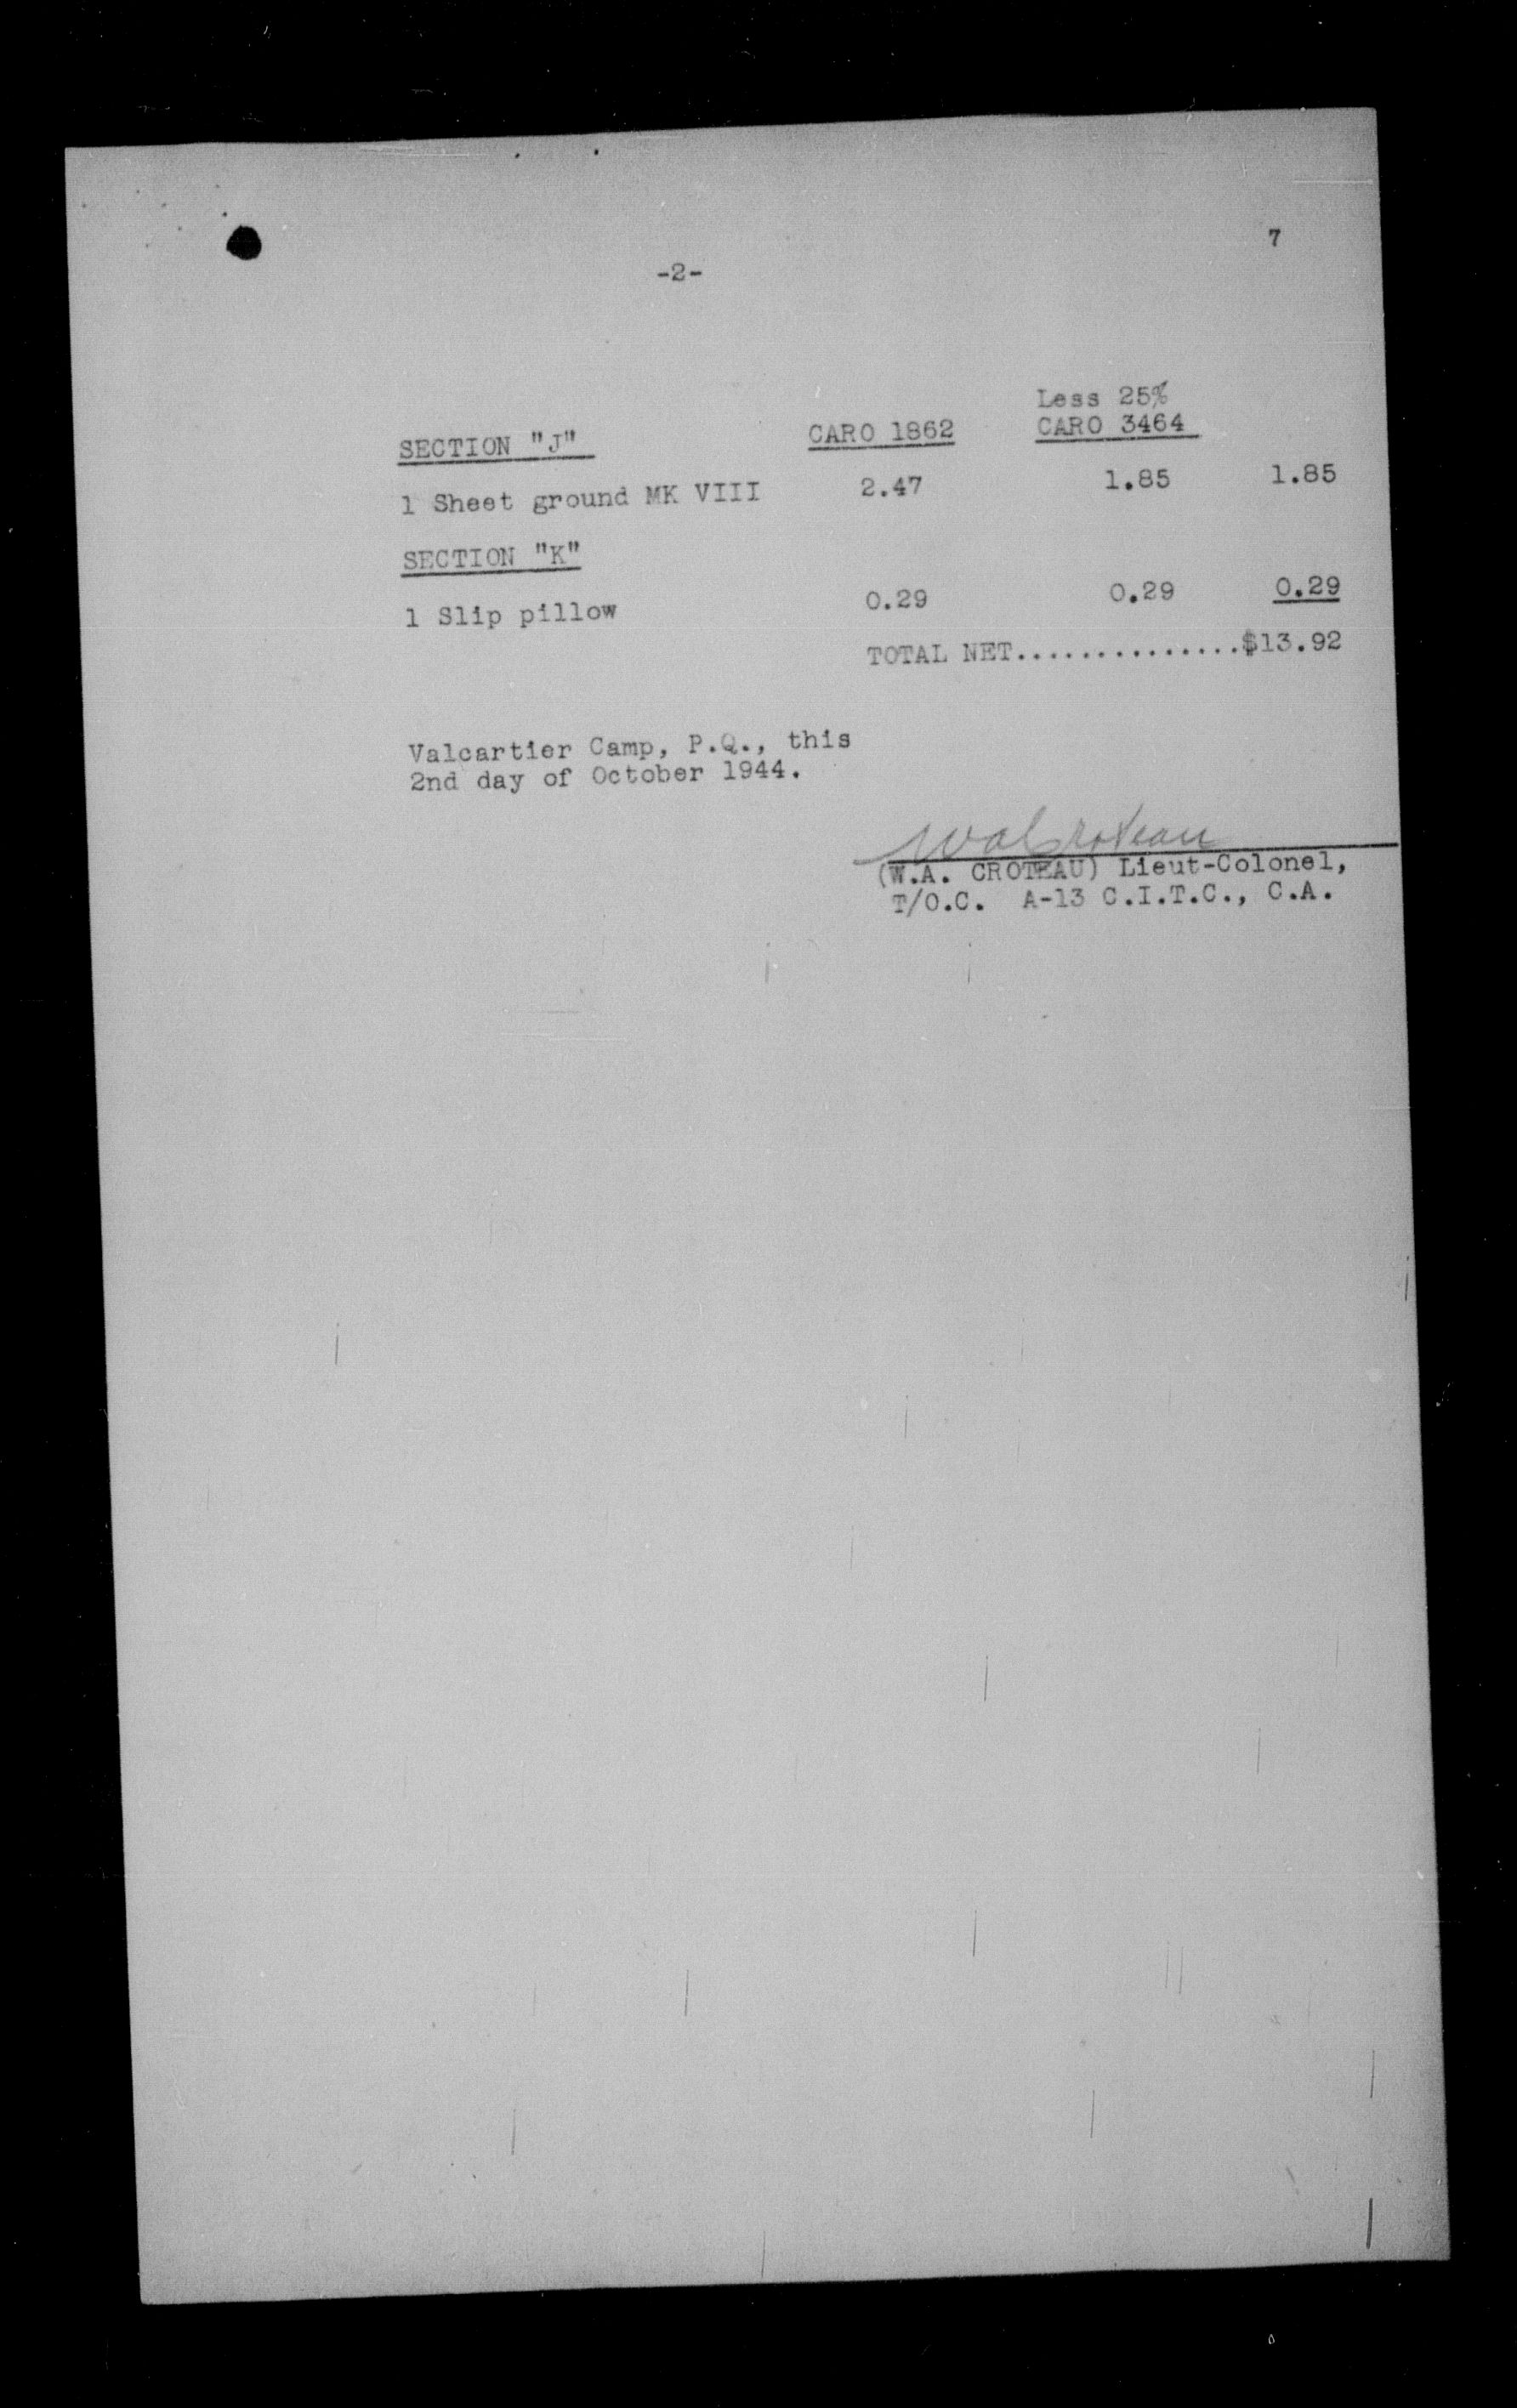 7
-2-
Less 25%
SECTION "J" CARO 1862 CARO 3464
1 Sheet ground MK VIII 2.47 1.85 1.85
SECTION "K"
1 Slip pillow 0.29 0.29 0.29
TOTAL NET..............$13.92
Valcartier Camp, P.Q., this
2nd day of October 1944.
WACroteau
(W.A. CROTEAU) Lieut-Colonel,
T/O.C. A-13 C.I.T.C., C.A.